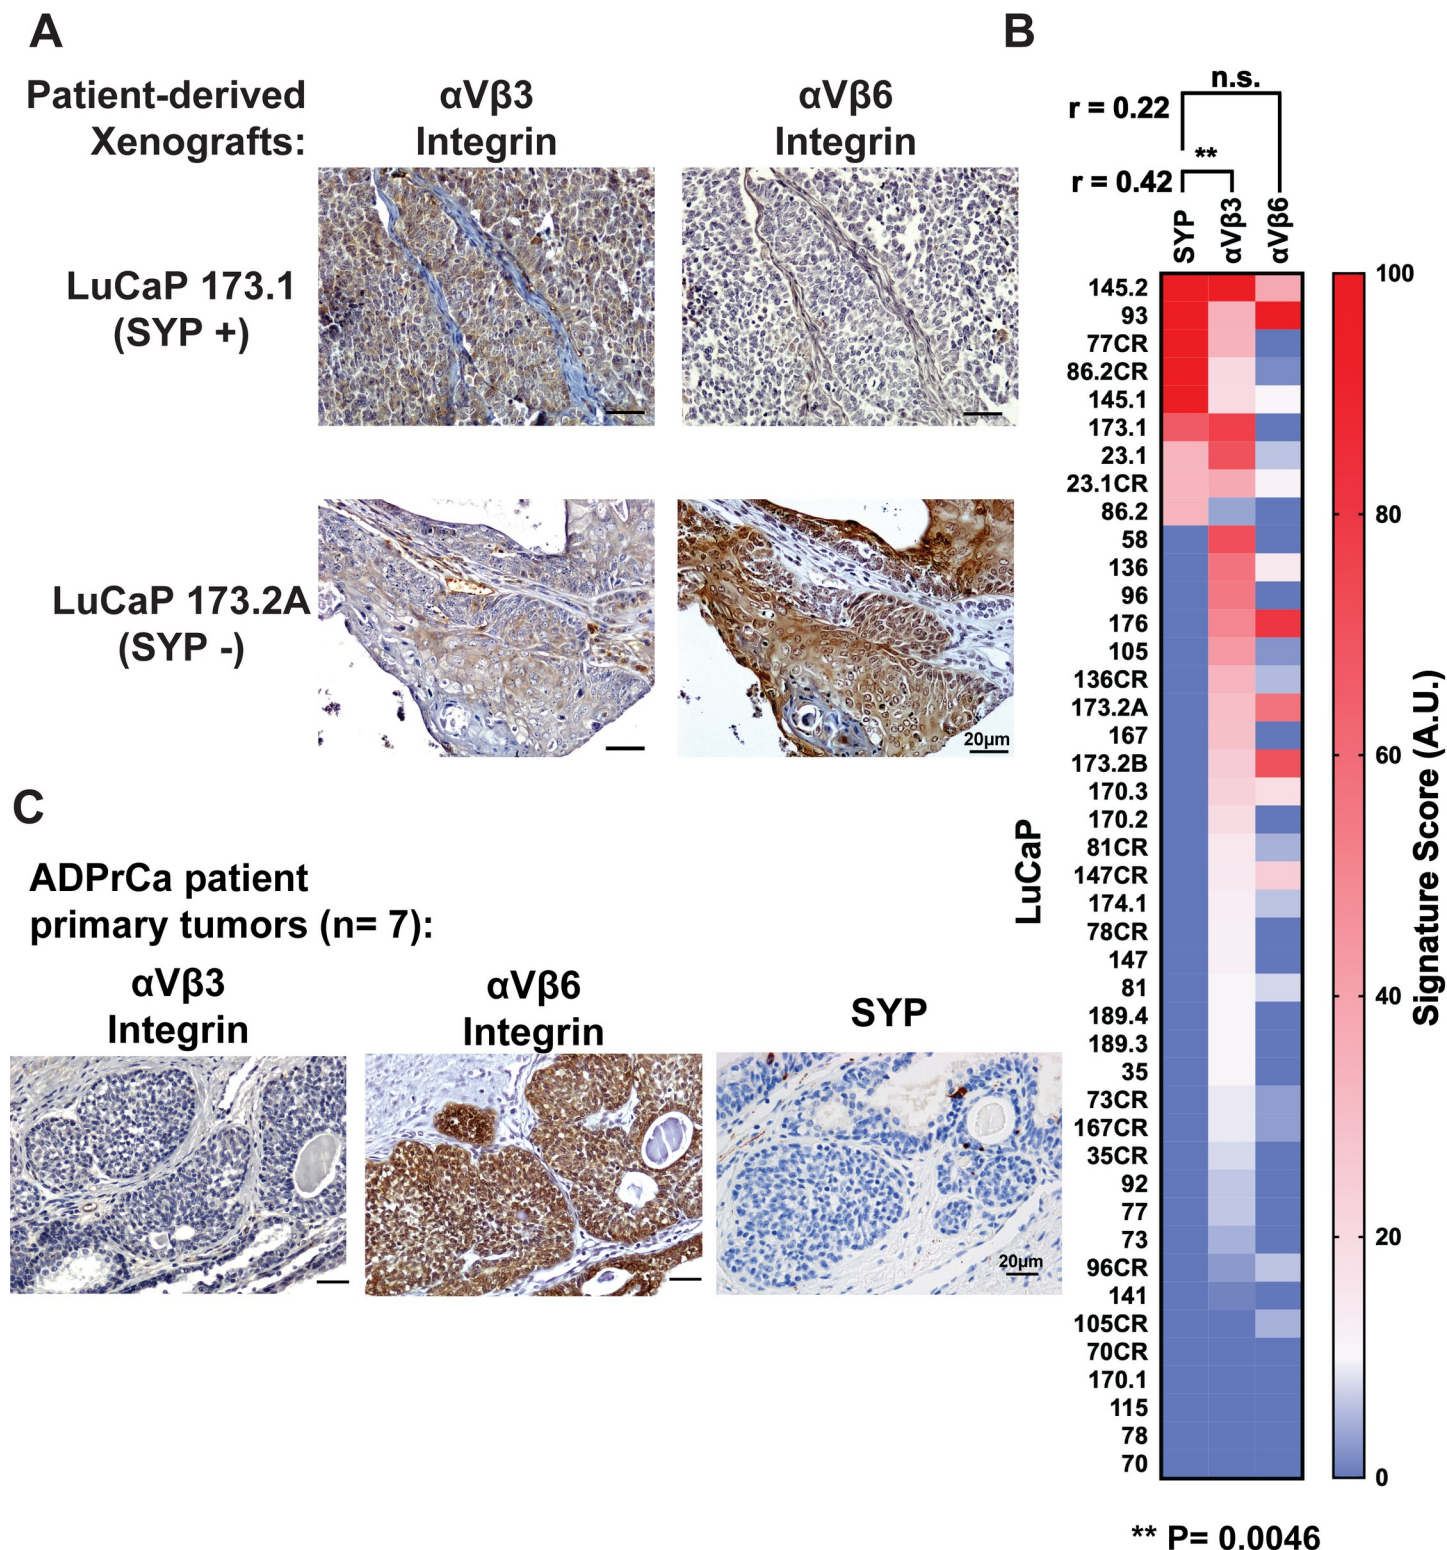 A
Patient-derived
Xenografts:
αVβ3
Integrin
αVβ6
Integrin
LuCaP 173.1
(SYP +)
LuCaP 173.2A
(SYP -)
20µm
B
n.s.
r = 0.22
**
r = 0.42
SYP
αVβ3
αVβ6
145.2
93
77CR
86.2CR
145.1
173.1
23.1
23.1CR
86.2
58
136
96
176
105
136CR
173.2A
167
173.2B
170.3
170.2
81CR
147CR
174.1
78CR
147
81
189.4
189.3
35
73CR
167CR
35CR
92
77
73
96CR
141
105CR
70CR
170.1
115
78
70
LuCaP
100
80
60
40
20
0
Signature Score (A.U.)
** P= 0.0046
C
ADPrCa patient
primary tumors (n= 7):
αVβ3
Integrin
αVβ6
Integrin
SYP
20µm